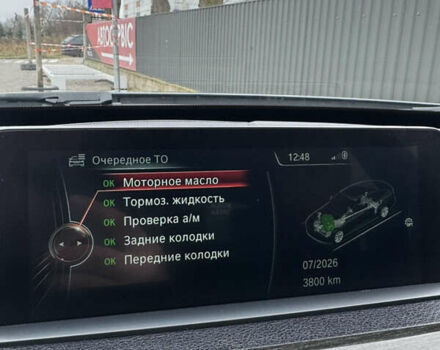 АВТОСЕРВІС
Очередное ТО
12:48
OK Моторное масло
OK Тормоз. жидкость
OK Проверка а/м
OK Задние колодки
OK Передние колодки
07/2026
3800 km